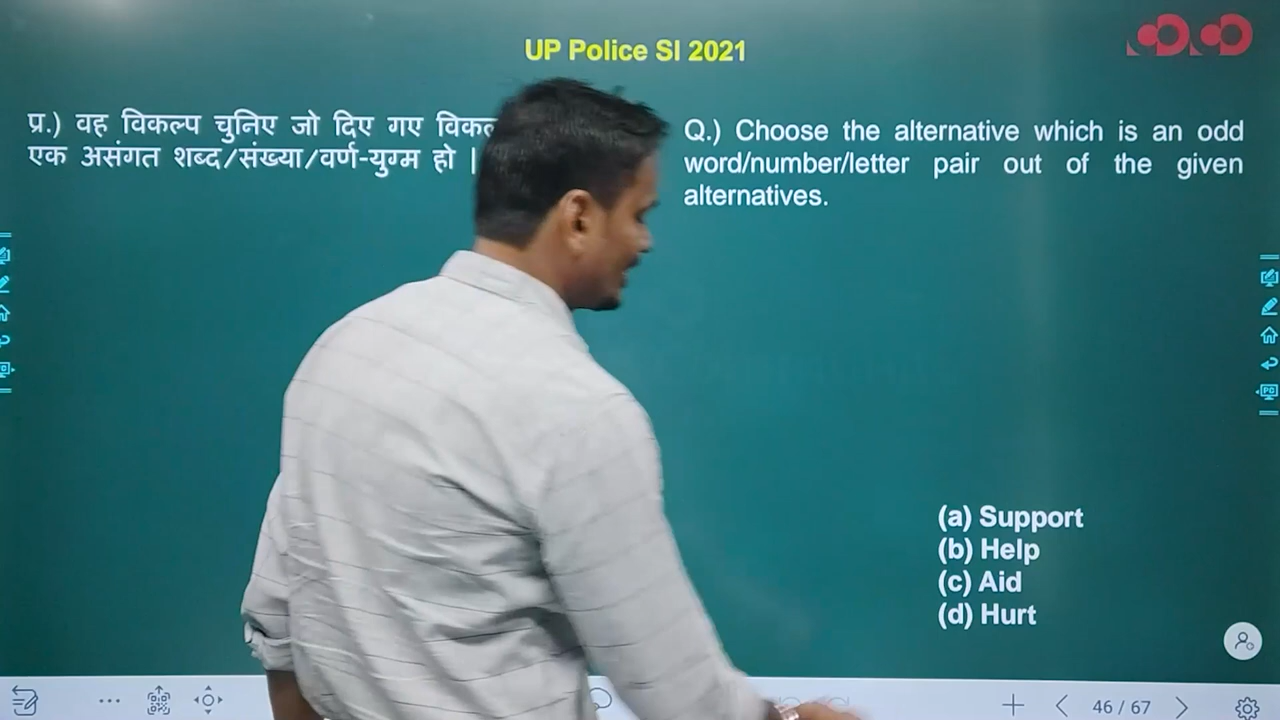 UP Police SI 2021
प्र.) वह विकल्प चुनिए जो दिए गए
एक असंगत शब्द/संख्या/वर्ण-युग्म हो |
Q.) Choose the alternative which is an odd
word/number/letter pair out of the given
alternatives.
(a) Support
(b) Help
(c) Aid
(d) Hurt
46 / 67